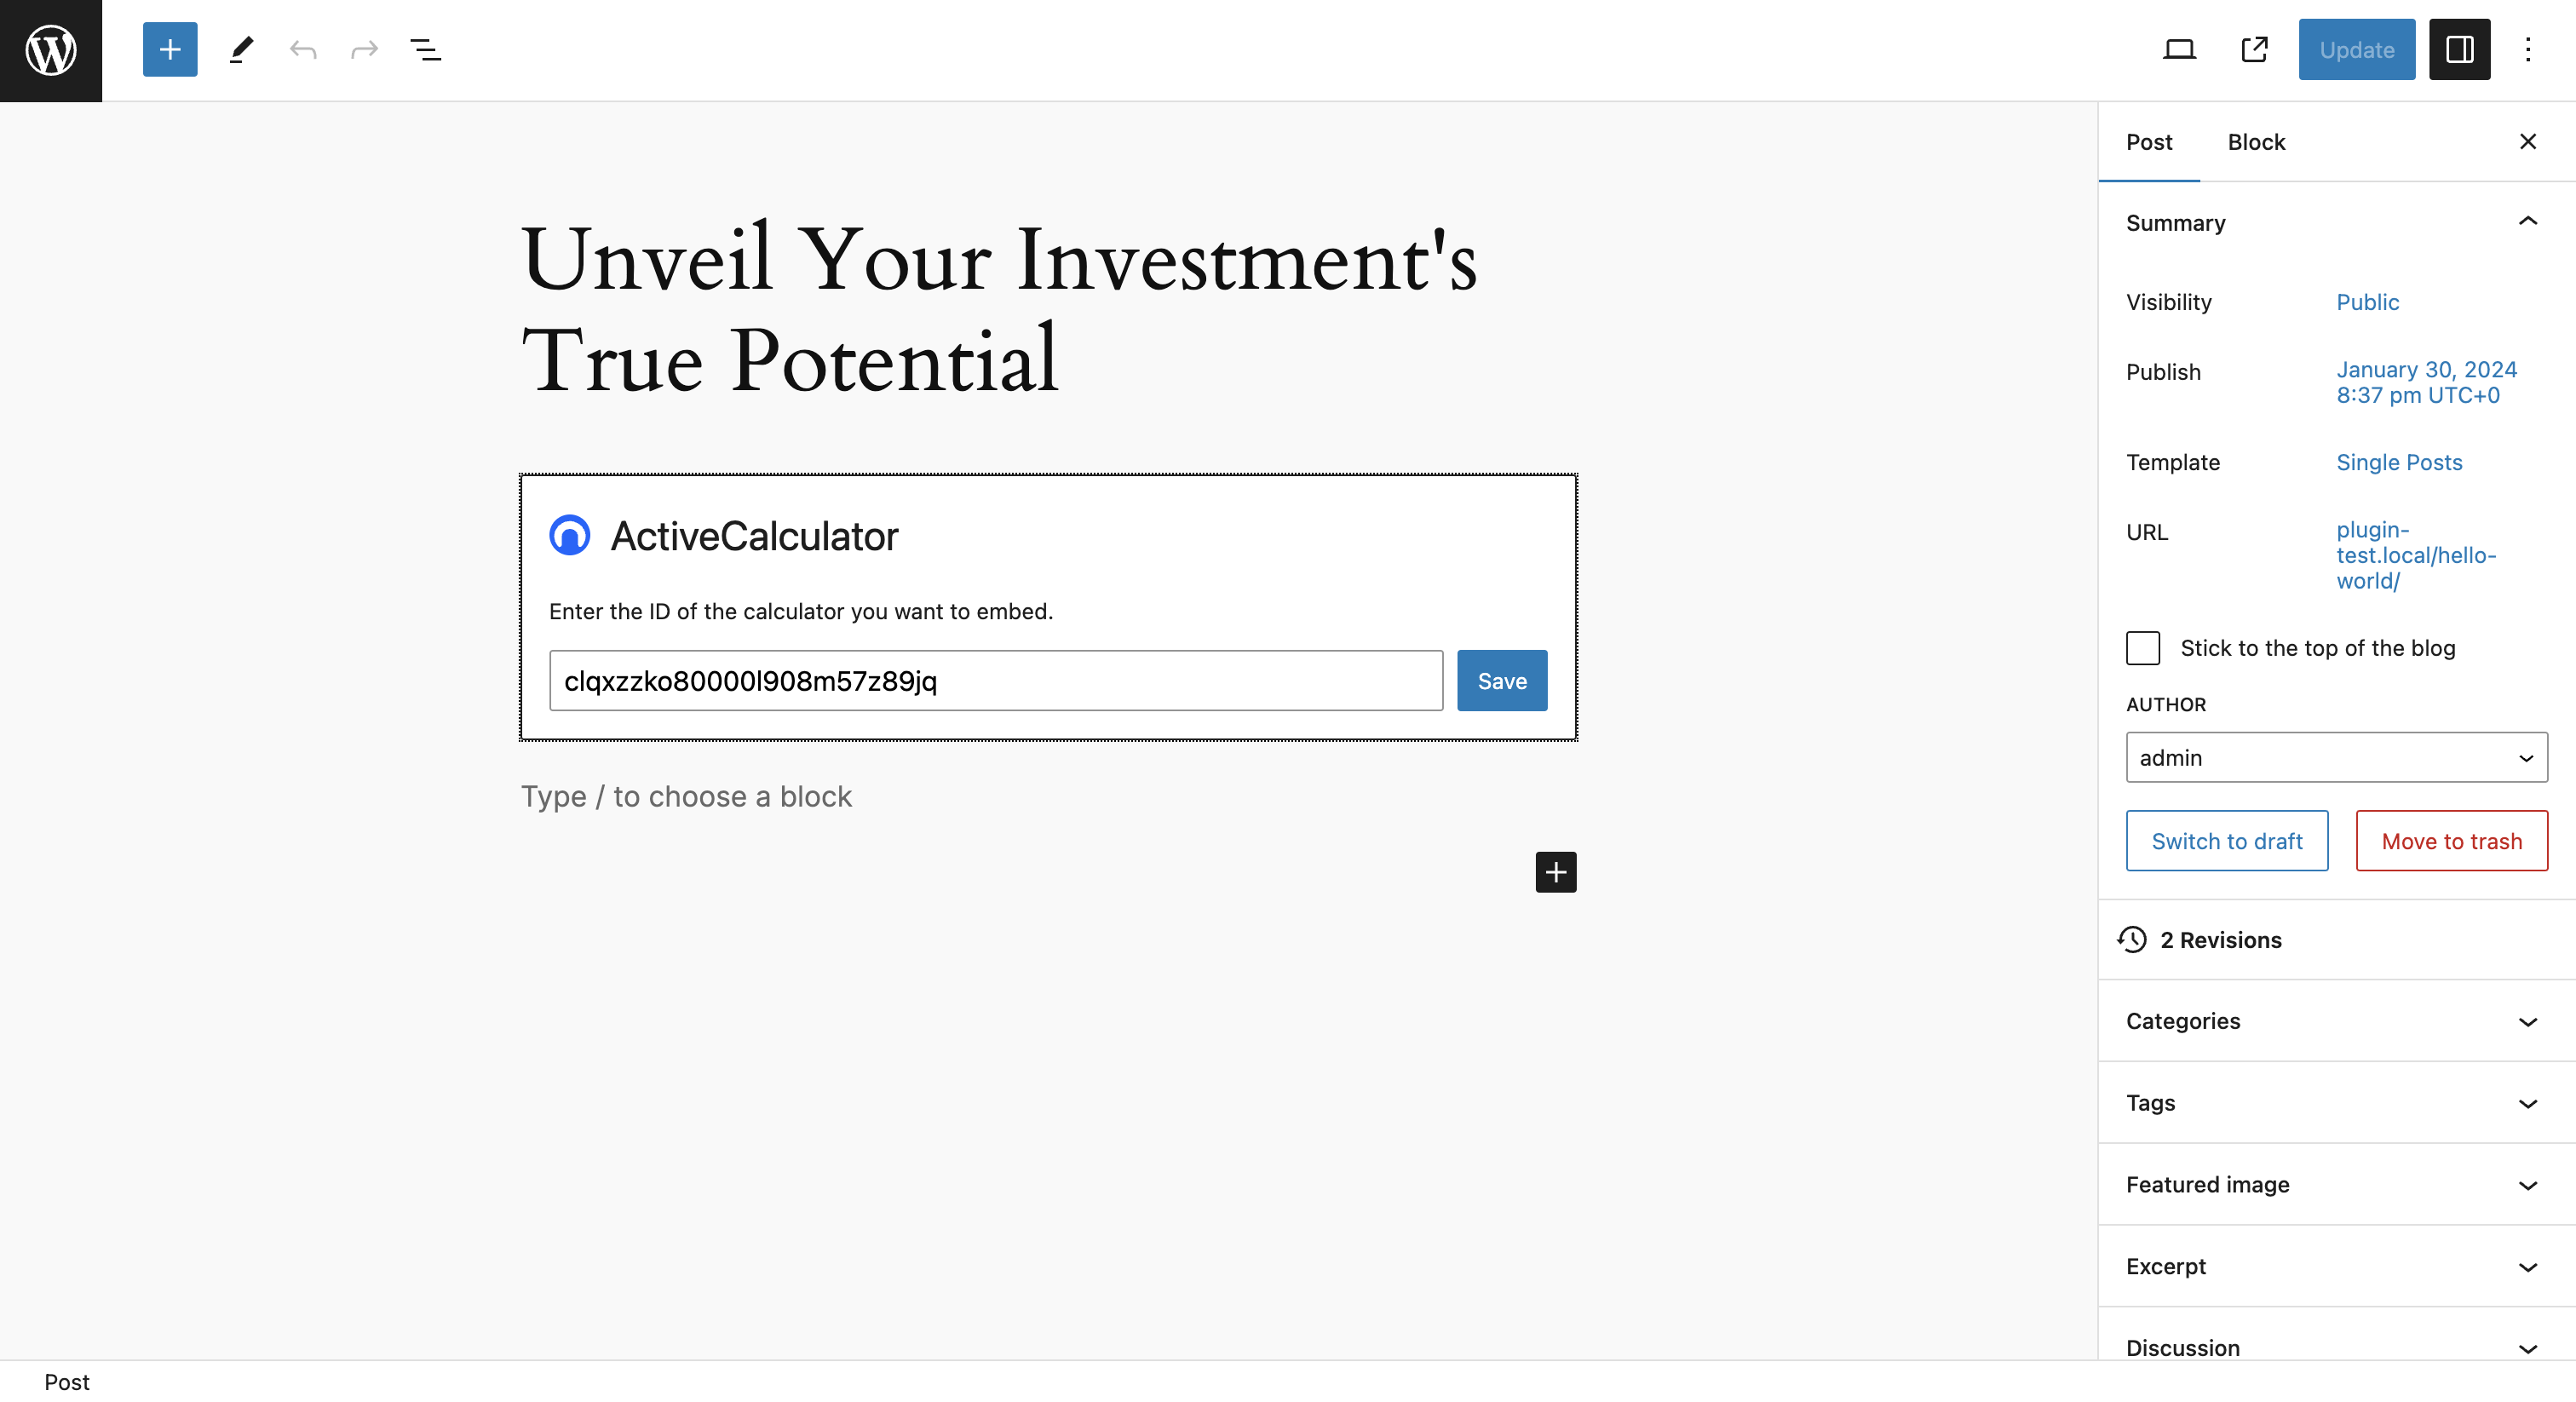 Update
Post
Block
Unveil Your Investment's
True Potential
ActiveCalculator
Enter the ID of the calculator you want to embed.
clqxzzko80000l908m57z89jq
Save
Type / to choose a block
Summary
Visibility
Public
Publish
January 30, 2024
8:37 pm UTC+0
Template
Single Posts
URL
plugin-
test.local/hello-
world/
Stick to the top of the blog
AUTHOR
admin
Switch to draft
Move to trash
2 Revisions
Categories
Tags
Featured image
Excerpt
Discussion
Post